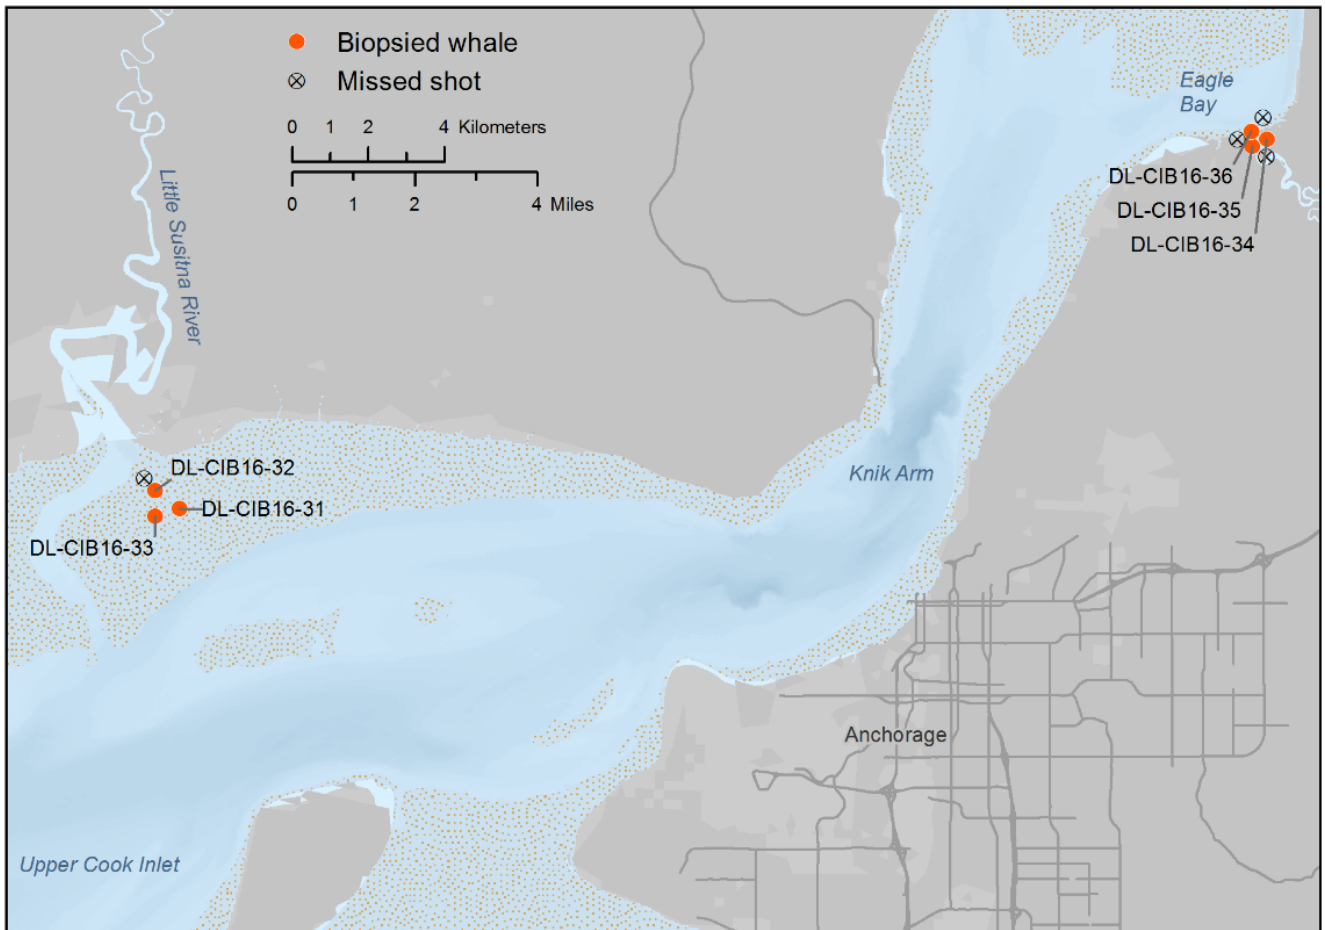 Biopsied whale
Missed shot
0 1 2 4 Kilometers
0 1 2 4 Miles
Little Susitna River
Eagle
Bay
DL-CIB16-36
DL-CIB16-35
DL-CIB16-34
Knik Arm
DL-CIB16-32
DL-CIB16-31
DL-CIB16-33
Anchorage
Upper Cook Inlet